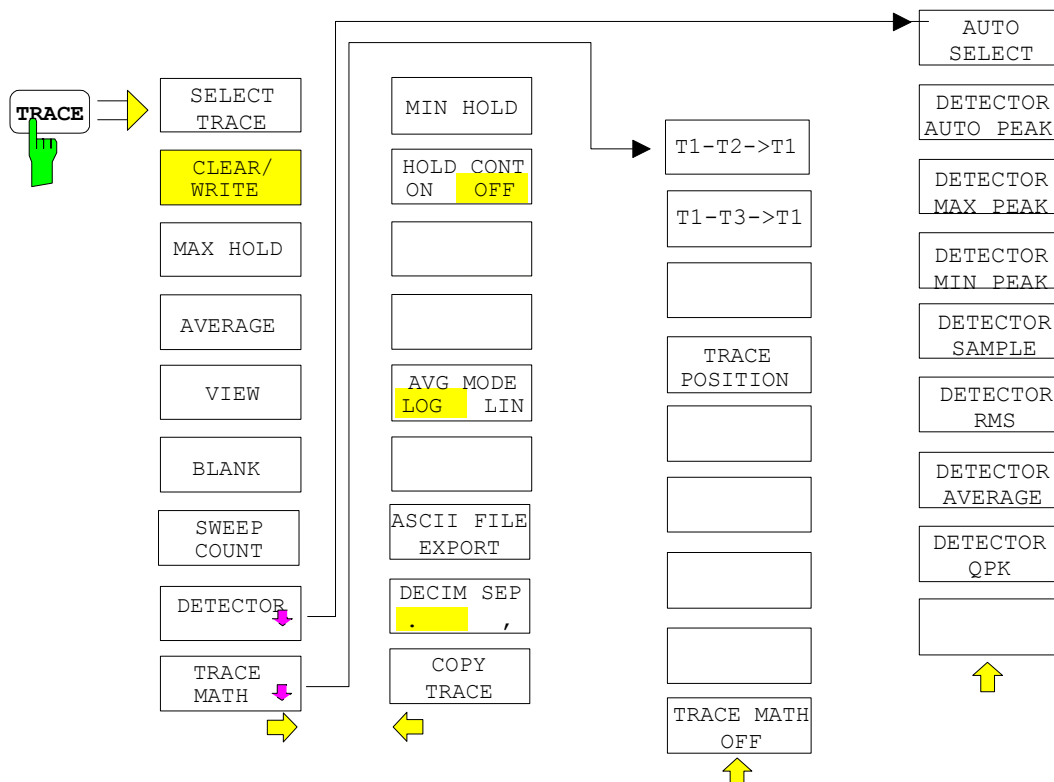 TRACE
SELECT
TRACE
CLEAR/
WRITE
MAX HOLD
AVERAGE
VIEW
BLANK
SWEEP
COUNT
DETECTOR
TRACE
MATH
MIN HOLD
HOLD CONT
ON OFF
AVG MODE
LOG LIN
ASCII FILE
EXPORT
DECIM SEP
. ,
COPY
TRACE
T1-T2->T1
T1-T3->T1
TRACE
POSITION
TRACE MATH
OFF
AUTO
SELECT
DETECTOR
AUTO PEAK
DETECTOR
MAX PEAK
DETECTOR
MIN PEAK
DETECTOR
SAMPLE
DETECTOR
RMS
DETECTOR
AVERAGE
DETECTOR
QPK